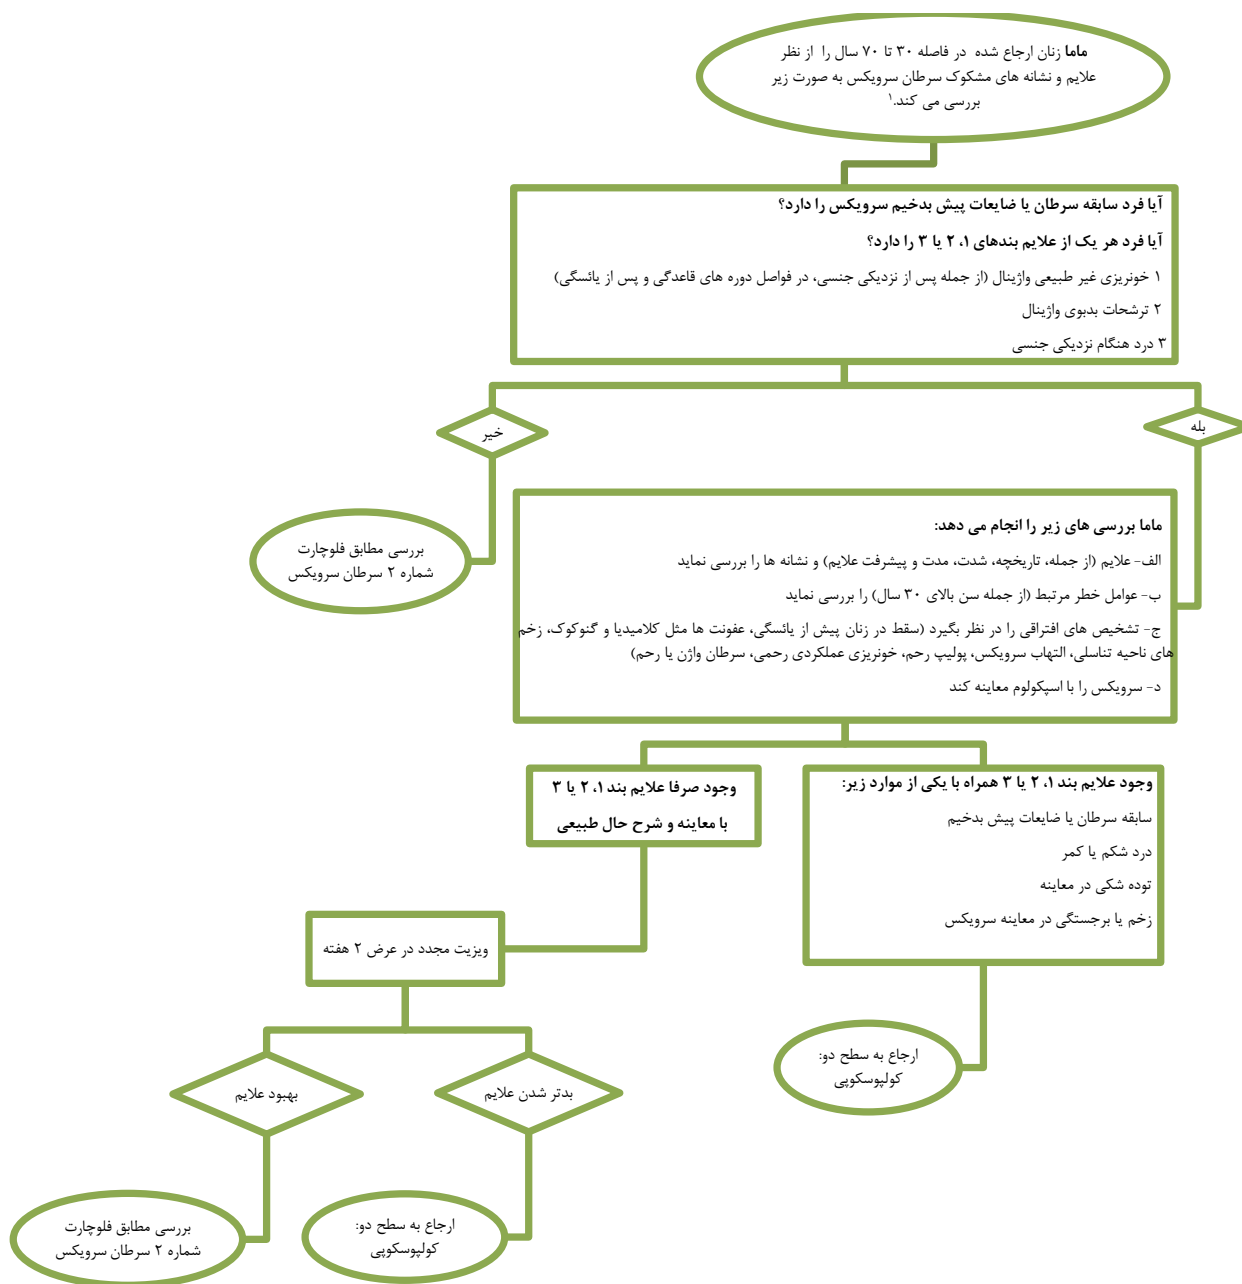 ماما زنان ارجاع شده در فاصله ۳۰ تا ۷۰ سال را از نظر
علایم و نشانه های مشکوک سرطان سرویکس به صورت زیر
بررسی می کند.۱
آیا فرد سابقه سرطان یا ضایعات پیش بدخیم سرویکس را دارد؟
آیا فرد هر یک از علایم بندهای ۱، ۲ یا ۳ را دارد؟
۱ خونریزی غیر طبیعی واژینال (از جمله پس از نزدیکی جنسی، در فواصل دوره های قاعدگی و پس از یائسگی)
۲ ترشحات بدبوی واژینال
۳ درد هنگام نزدیکی جنسی
بله
خیر
بررسی مطابق فلوچارت
شماره ۲ سرطان سرویکس
ماما بررسی های زیر را انجام می دهد:
الف- علایم (از جمله، تاریخچه، شدت، مدت و پیشرفت علایم) و نشانه ها را بررسی نماید
ب- عوامل خطر مرتبط (از جمله سن بالای ۳۰ سال) را بررسی نماید
ج- تشخیص های افتراقی را در نظر بگیرد (سقط در زنان پیش از یائسگی، عفونت ها مثل کلامیدیا و گنوکوک، زخم
های ناحیه تناسلی، التهاب سرویکس، پولیپ رحم، خونریزی عملکردی رحمی، سرطان واژن یا رحم)
د- سرویکس را با اسپکولوم معاینه کند
وجود علایم بند ۱، ۲ یا ۳ همراه با یکی از موارد زیر:
سابقه سرطان یا ضایعات پیش بدخیم
درد شکم یا کمر
توده شکی در معاینه
زخم یا برجستگی در معاینه سرویکس
وجود صرفا علایم بند ۱، ۲ یا ۳
با معاینه و شرح حال طبیعی
ویزیت مجدد در عرض ۲ هفته
ارجاع به سطح دو:
کولپوسکوپی
بدتر شدن علایم
بهبود علایم
ارجاع به سطح دو:
کولپوسکوپی
بررسی مطابق فلوچارت
شماره ۲ سرطان سرویکس